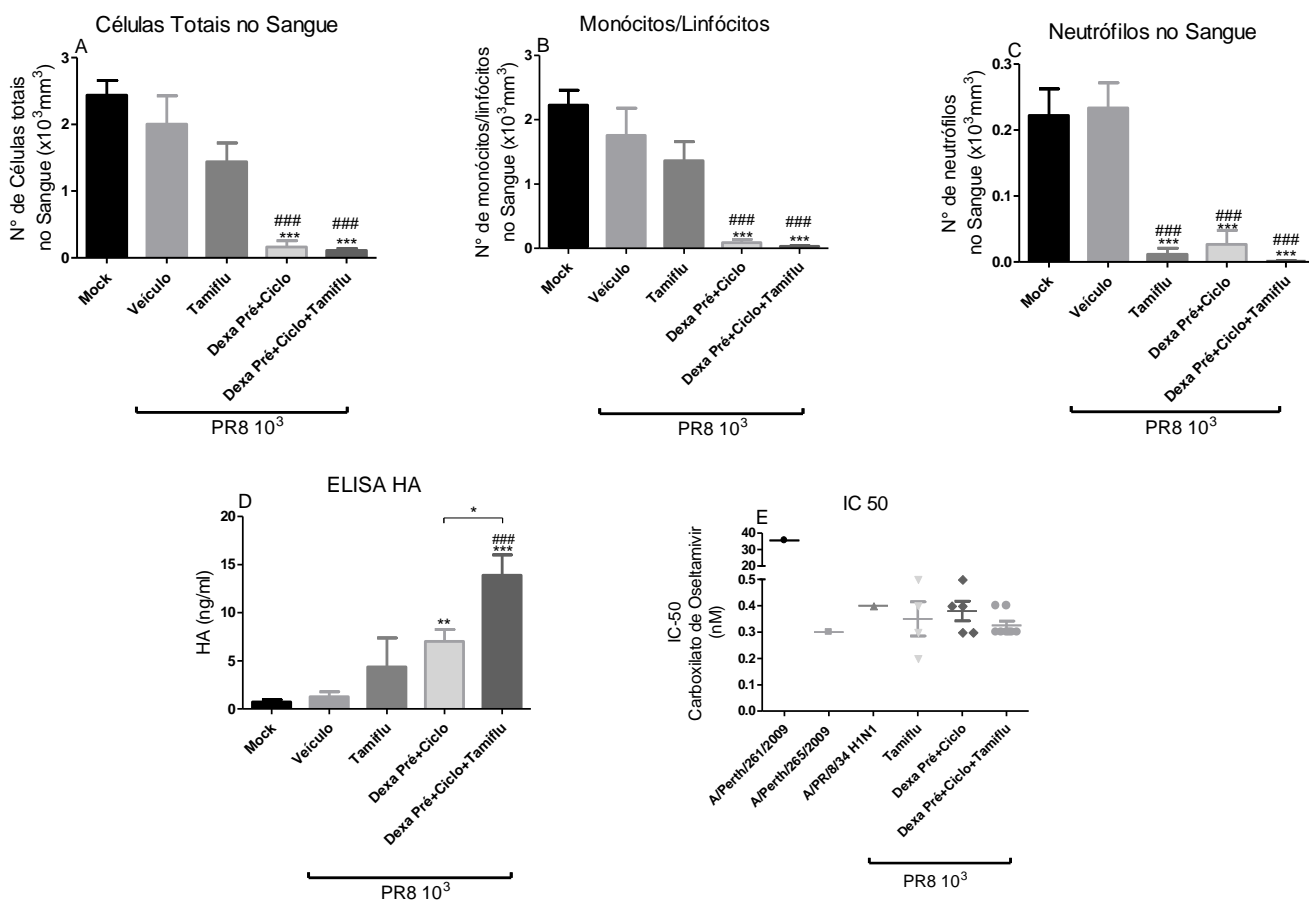 Células Totais no Sangue
A
N° de Células totais
no Sangue (x10³mm³)
3
2
1
0
###
***
###
***
Mock
Veículo
Tamiflu
Dexa Pré+Ciclo
Dexa Pré+Ciclo+Tamiflu
PR8 10³
Monócitos/Linfócitos
B
N° de monócitos/linfócitos
no Sangue (x10³mm³)
3
2
1
0
###
***
###
***
Mock
Veículo
Tamiflu
Dexa Pré+Ciclo
Dexa Pré+Ciclo+Tamiflu
PR8 10³
Neutrófilos no Sangue
C
N° de neutrófilos
no Sangue (x10³mm³)
0.3
0.2
0.1
0.0
###
***
###
***
###
***
Mock
Veículo
Tamiflu
Dexa Pré+Ciclo
Dexa Pré+Ciclo+Tamiflu
PR8 10³
ELISA HA
D
HA (ng/ml)
20
15
10
5
0
*
**
###
***
Mock
Veículo
Tamiflu
Dexa Pré+Ciclo
Dexa Pré+Ciclo+Tamiflu
PR8 10³
IC 50
E
IC-50
Carboxilato de Oseltamivir
(nM)
40
30
20
0.5
0.4
0.3
0.2
0.1
0.0
A/Perth/261/2009
A/Perth/265/2009
A/PR/8/34 H1N1
Tamiflu
Dexa Pré+Ciclo
Dexa Pré+Ciclo+Tamiflu
PR8 10³